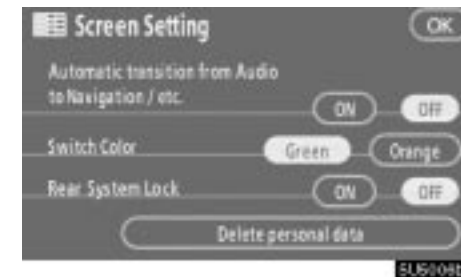 Screen Setting
OK
Automatic transition from Audio
to Navigation / etc.
ON OFF
Switch Color Green Orange
Rear System Lock ON OFF
Delete personal data